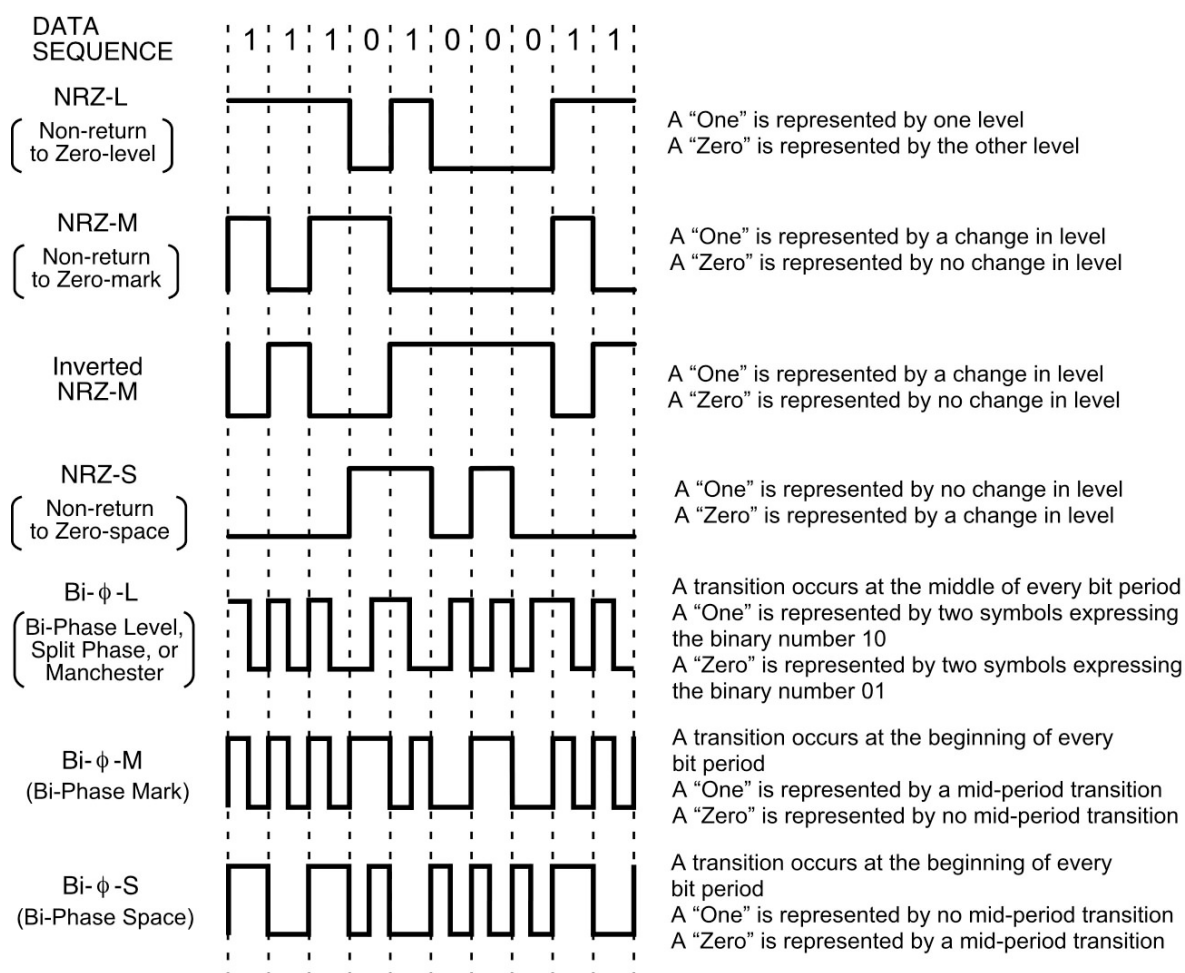 DATA
SEQUENCE
1 1 1 0 1 0 0 0 1 1
NRZ-L
Non-return
to Zero-level
A “One” is represented by one level
A “Zero” is represented by the other level
NRZ-M
Non-return
to Zero-mark
A “One” is represented by a change in level
A “Zero” is represented by no change in level
Inverted
NRZ-M
A “One” is represented by a change in level
A “Zero” is represented by no change in level
NRZ-S
Non-return
to Zero-space
A “One” is represented by no change in level
A “Zero” is represented by a change in level
Bi-ϕ-L
Bi-Phase Level,
Split Phase, or
Manchester
A transition occurs at the middle of every bit period
A “One” is represented by two symbols expressing
the binary number 10
A “Zero” is represented by two symbols expressing
the binary number 01
Bi-ϕ-M
(Bi-Phase Mark)
A transition occurs at the beginning of every
bit period
A “One” is represented by a mid-period transition
A “Zero” is represented by no mid-period transition
Bi-ϕ-S
(Bi-Phase Space)
A transition occurs at the beginning of every
bit period
A “One” is represented by no mid-period transition
A “Zero” is represented by a mid-period transition